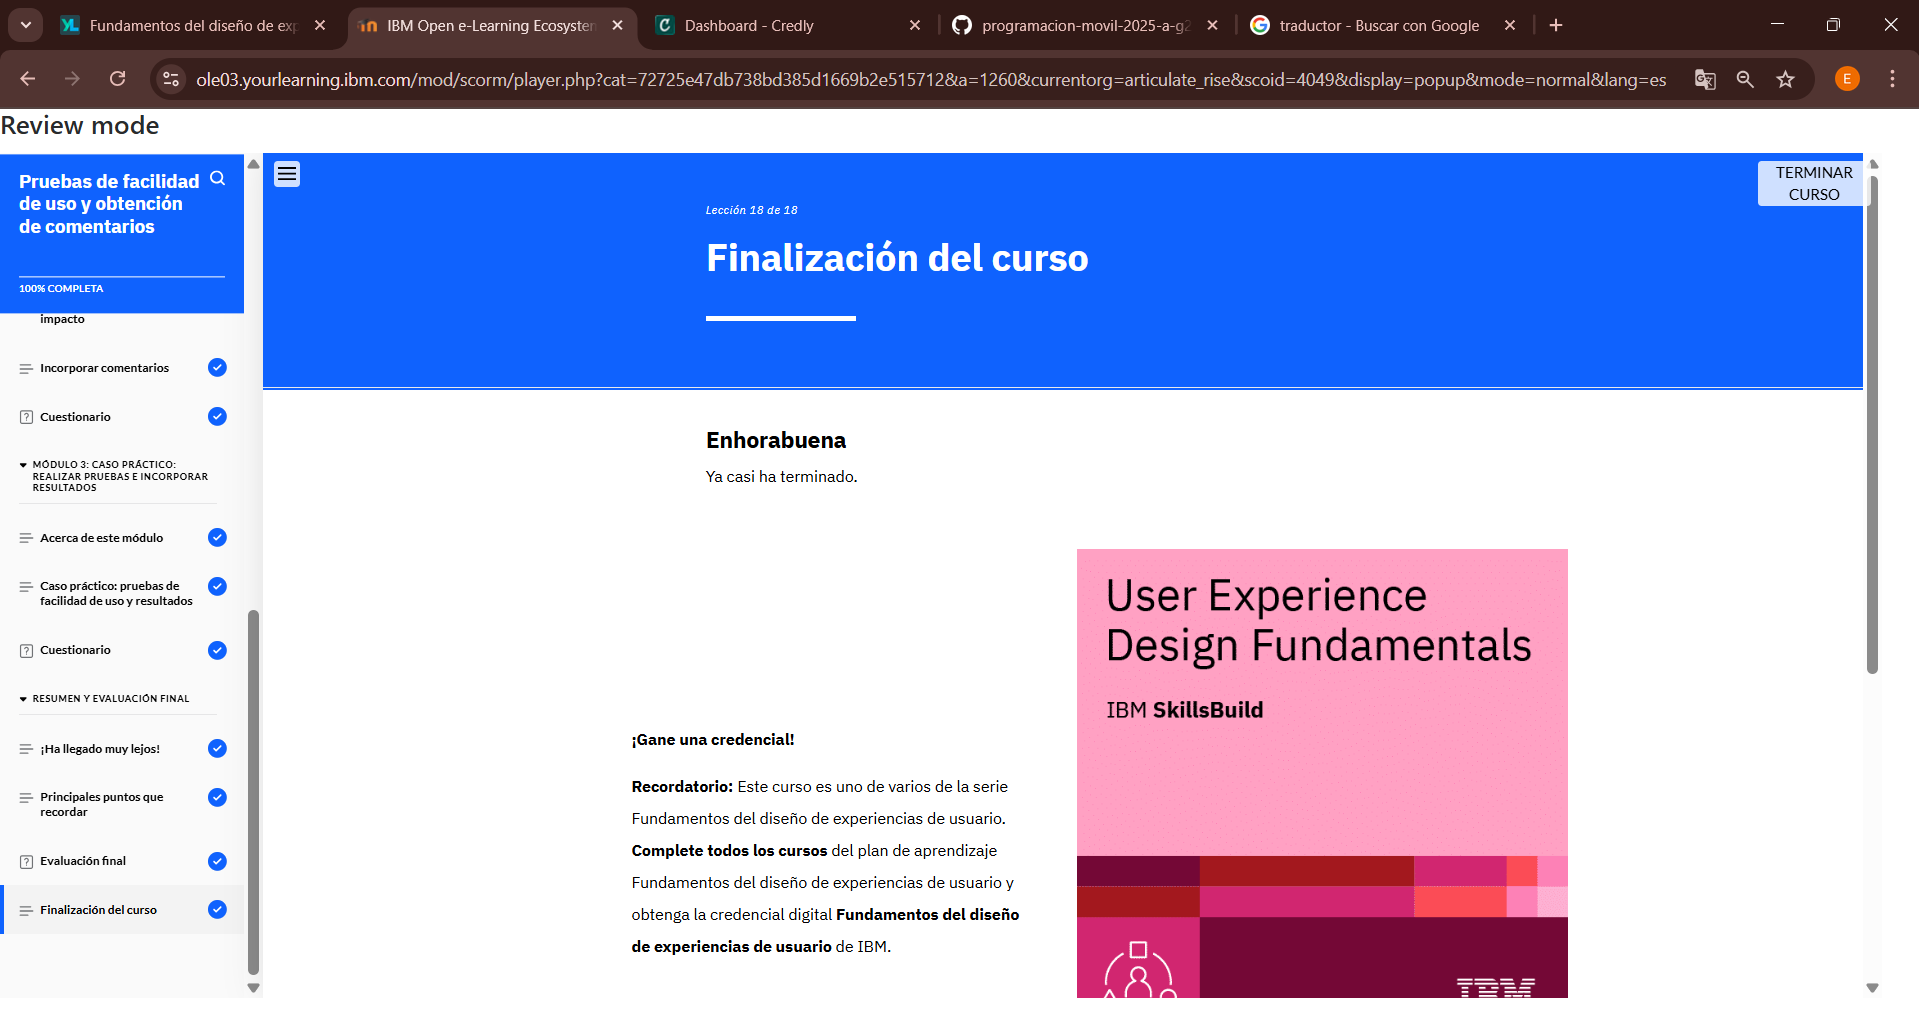 Fundamentos del diseño de exp
IBM Open e-Learning Ecosystem
Dashboard - Credly
programacion-movil-2025-a-g2
traductor - Buscar con Google
ole03.yourlearning.ibm.com/mod/scorm/player.php?cat=72725e47db738bd385d1669b2e515712&a=1260&currentorg=articulate_rise&scoid=4049&display=popup&mode=normal&lang=es
E
Review mode
Pruebas de facilidad
de uso y obtención
de comentarios
100% COMPLETA
impacto
Incorporar comentarios
Cuestionario
MÓDULO 3: CASO PRÁCTICO:
REALIZAR PRUEBAS E INCORPORAR
RESULTADOS
Acerca de este módulo
Caso práctico: pruebas de
facilidad de uso y resultados
Cuestionario
RESUMEN Y EVALUACIÓN FINAL
¡Ha llegado muy lejos!
Principales puntos que
recordar
Evaluación final
Finalización del curso
TERMINAR
CURSO
Lección 18 de 18
Finalización del curso
Enhorabuena
Ya casi ha terminado.
¡Gane una credencial!
Recordatorio: Este curso es uno de varios de la serie
Fundamentos del diseño de experiencias de usuario.
Complete todos los cursos del plan de aprendizaje
Fundamentos del diseño de experiencias de usuario y
obtenga la credencial digital Fundamentos del diseño
de experiencias de usuario de IBM.
User Experience
Design Fundamentals
IBM SkillsBuild
IBM